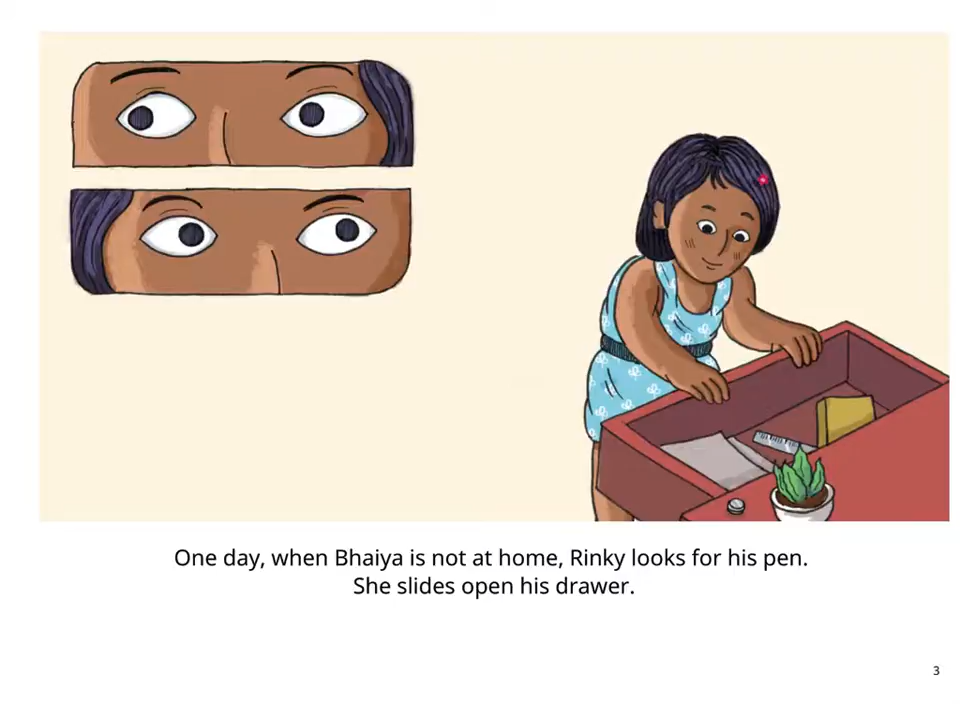 One day, when Bhaiya is not at home, Rinky looks for his pen.
She slides open his drawer.
3